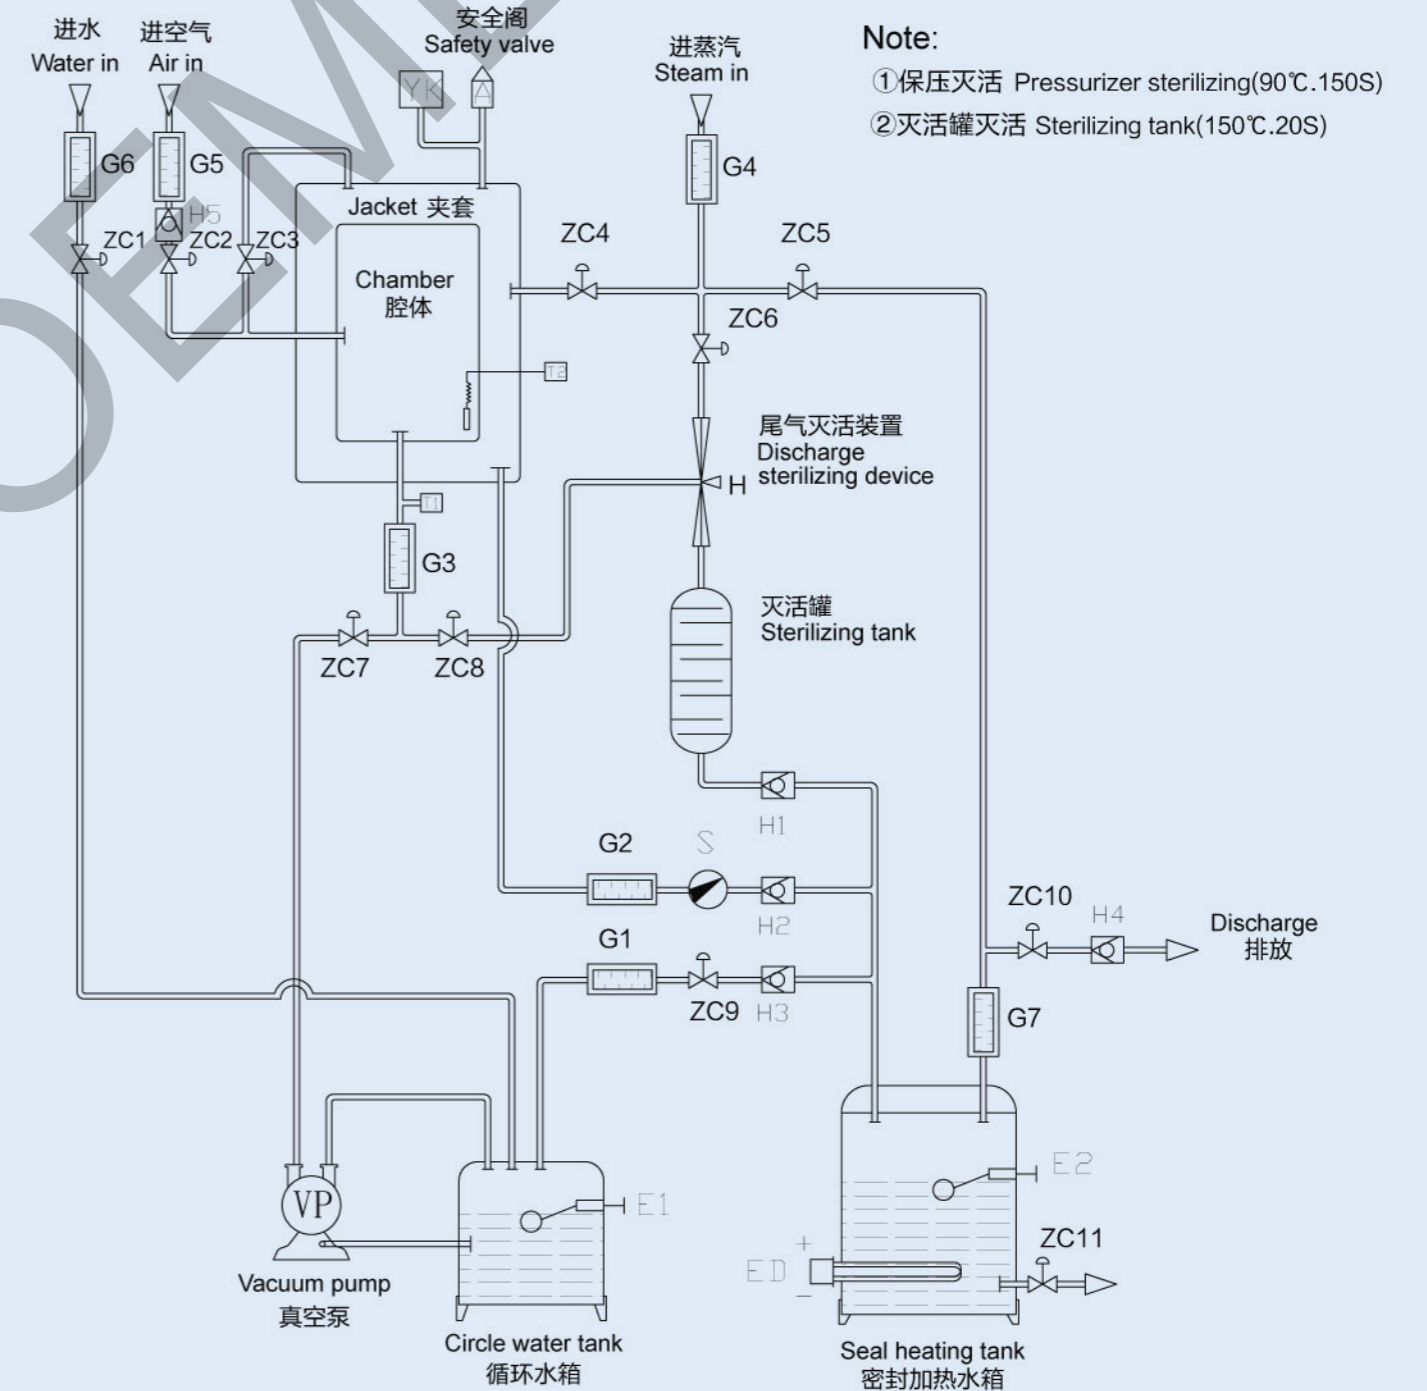 进水
Water in
进空气
Air in
安全阁
Safety valve
进蒸汽
Steam in
Note:
①保压灭活 Pressurizer sterilizing(90℃.150S)
②灭活罐灭活 Sterilizing tank(150℃.20S)
YK
A
G6
G5
G4
H5
Jacket 夹套
ZC1
ZC2
ZC3
ZC4
ZC5
Chamber
腔体
ZC6
T2
尾气灭活装置
Discharge
sterilizing device
H
T1
G3
灭活罐
Sterilizing tank
ZC7
ZC8
H1
G2
S
H2
ZC10
H4
Discharge
排放
G1
ZC9
H3
G7
VP
E1
E2
ED
+
−
ZC11
Vacuum pump
真空泵
Circle water tank
循环水箱
Seal heating tank
密封加热水箱
OEM